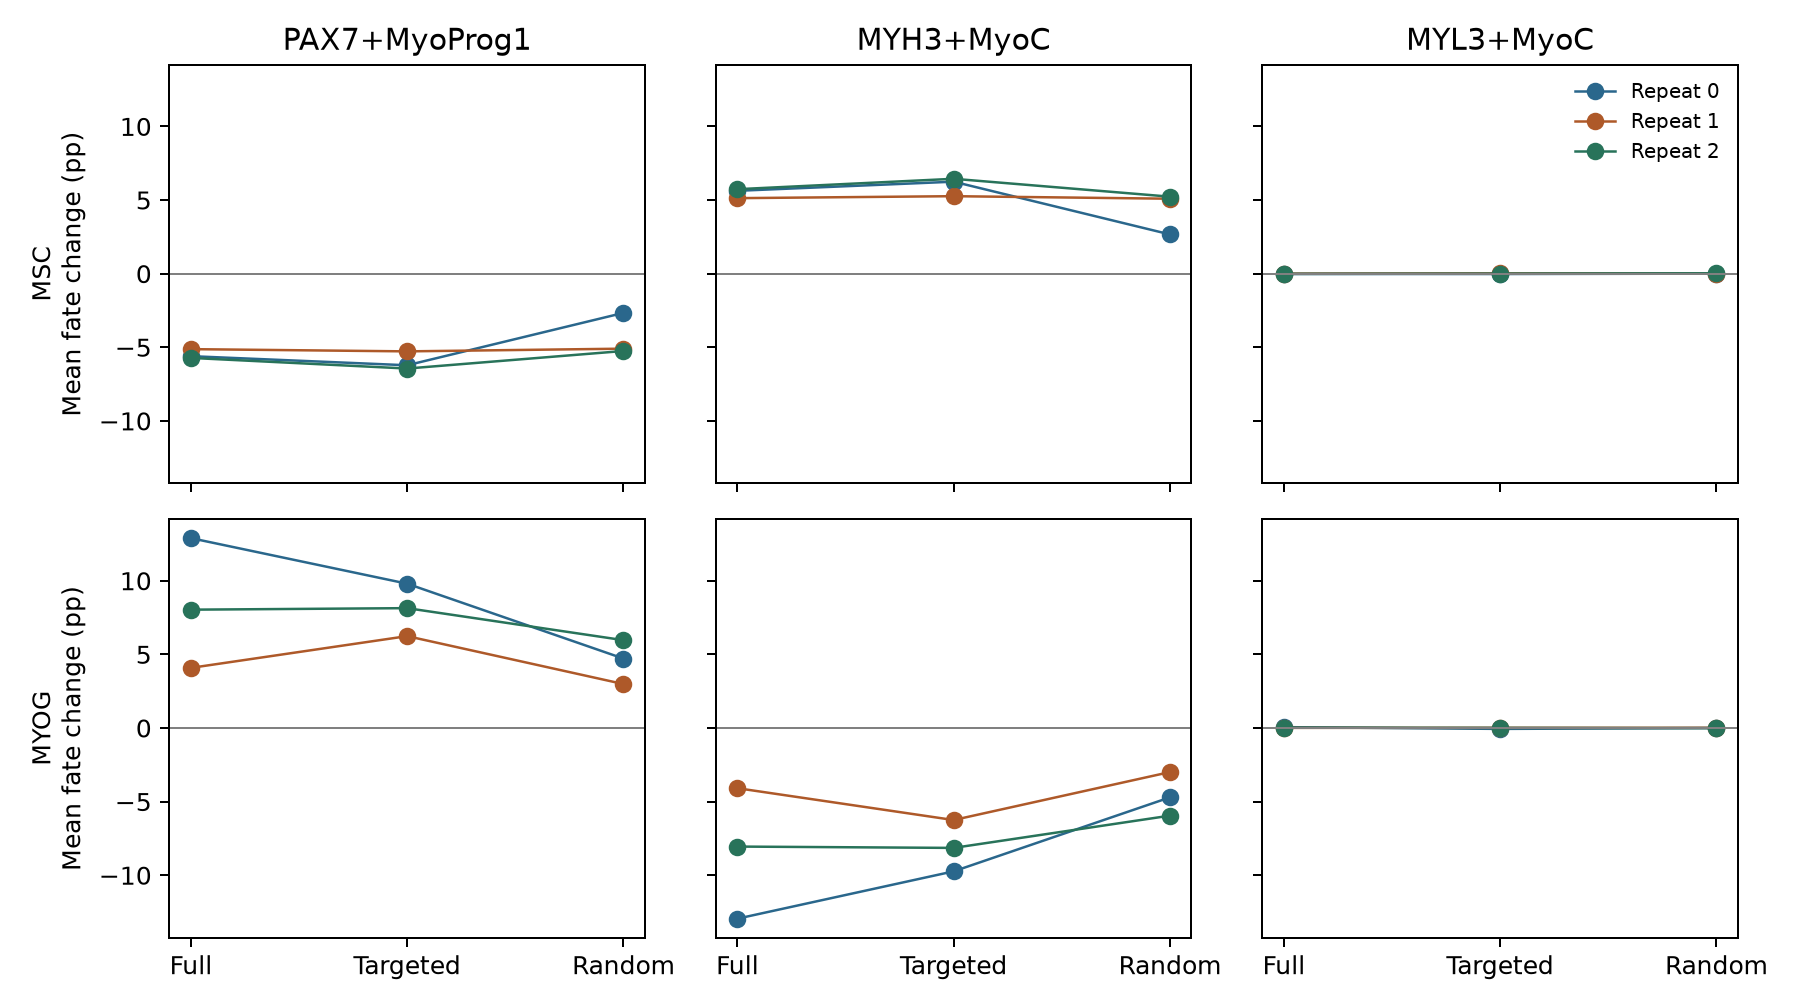 PAX7+MyoProg1
MYH3+MyoC
MYL3+MyoC
MSC
Mean fate change (pp)
10
5
0
−5
−10
Repeat 0
Repeat 1
Repeat 2
MYOG
Mean fate change (pp)
10
5
0
−5
−10
Full
Targeted
Random
Full
Targeted
Random
Full
Targeted
Random